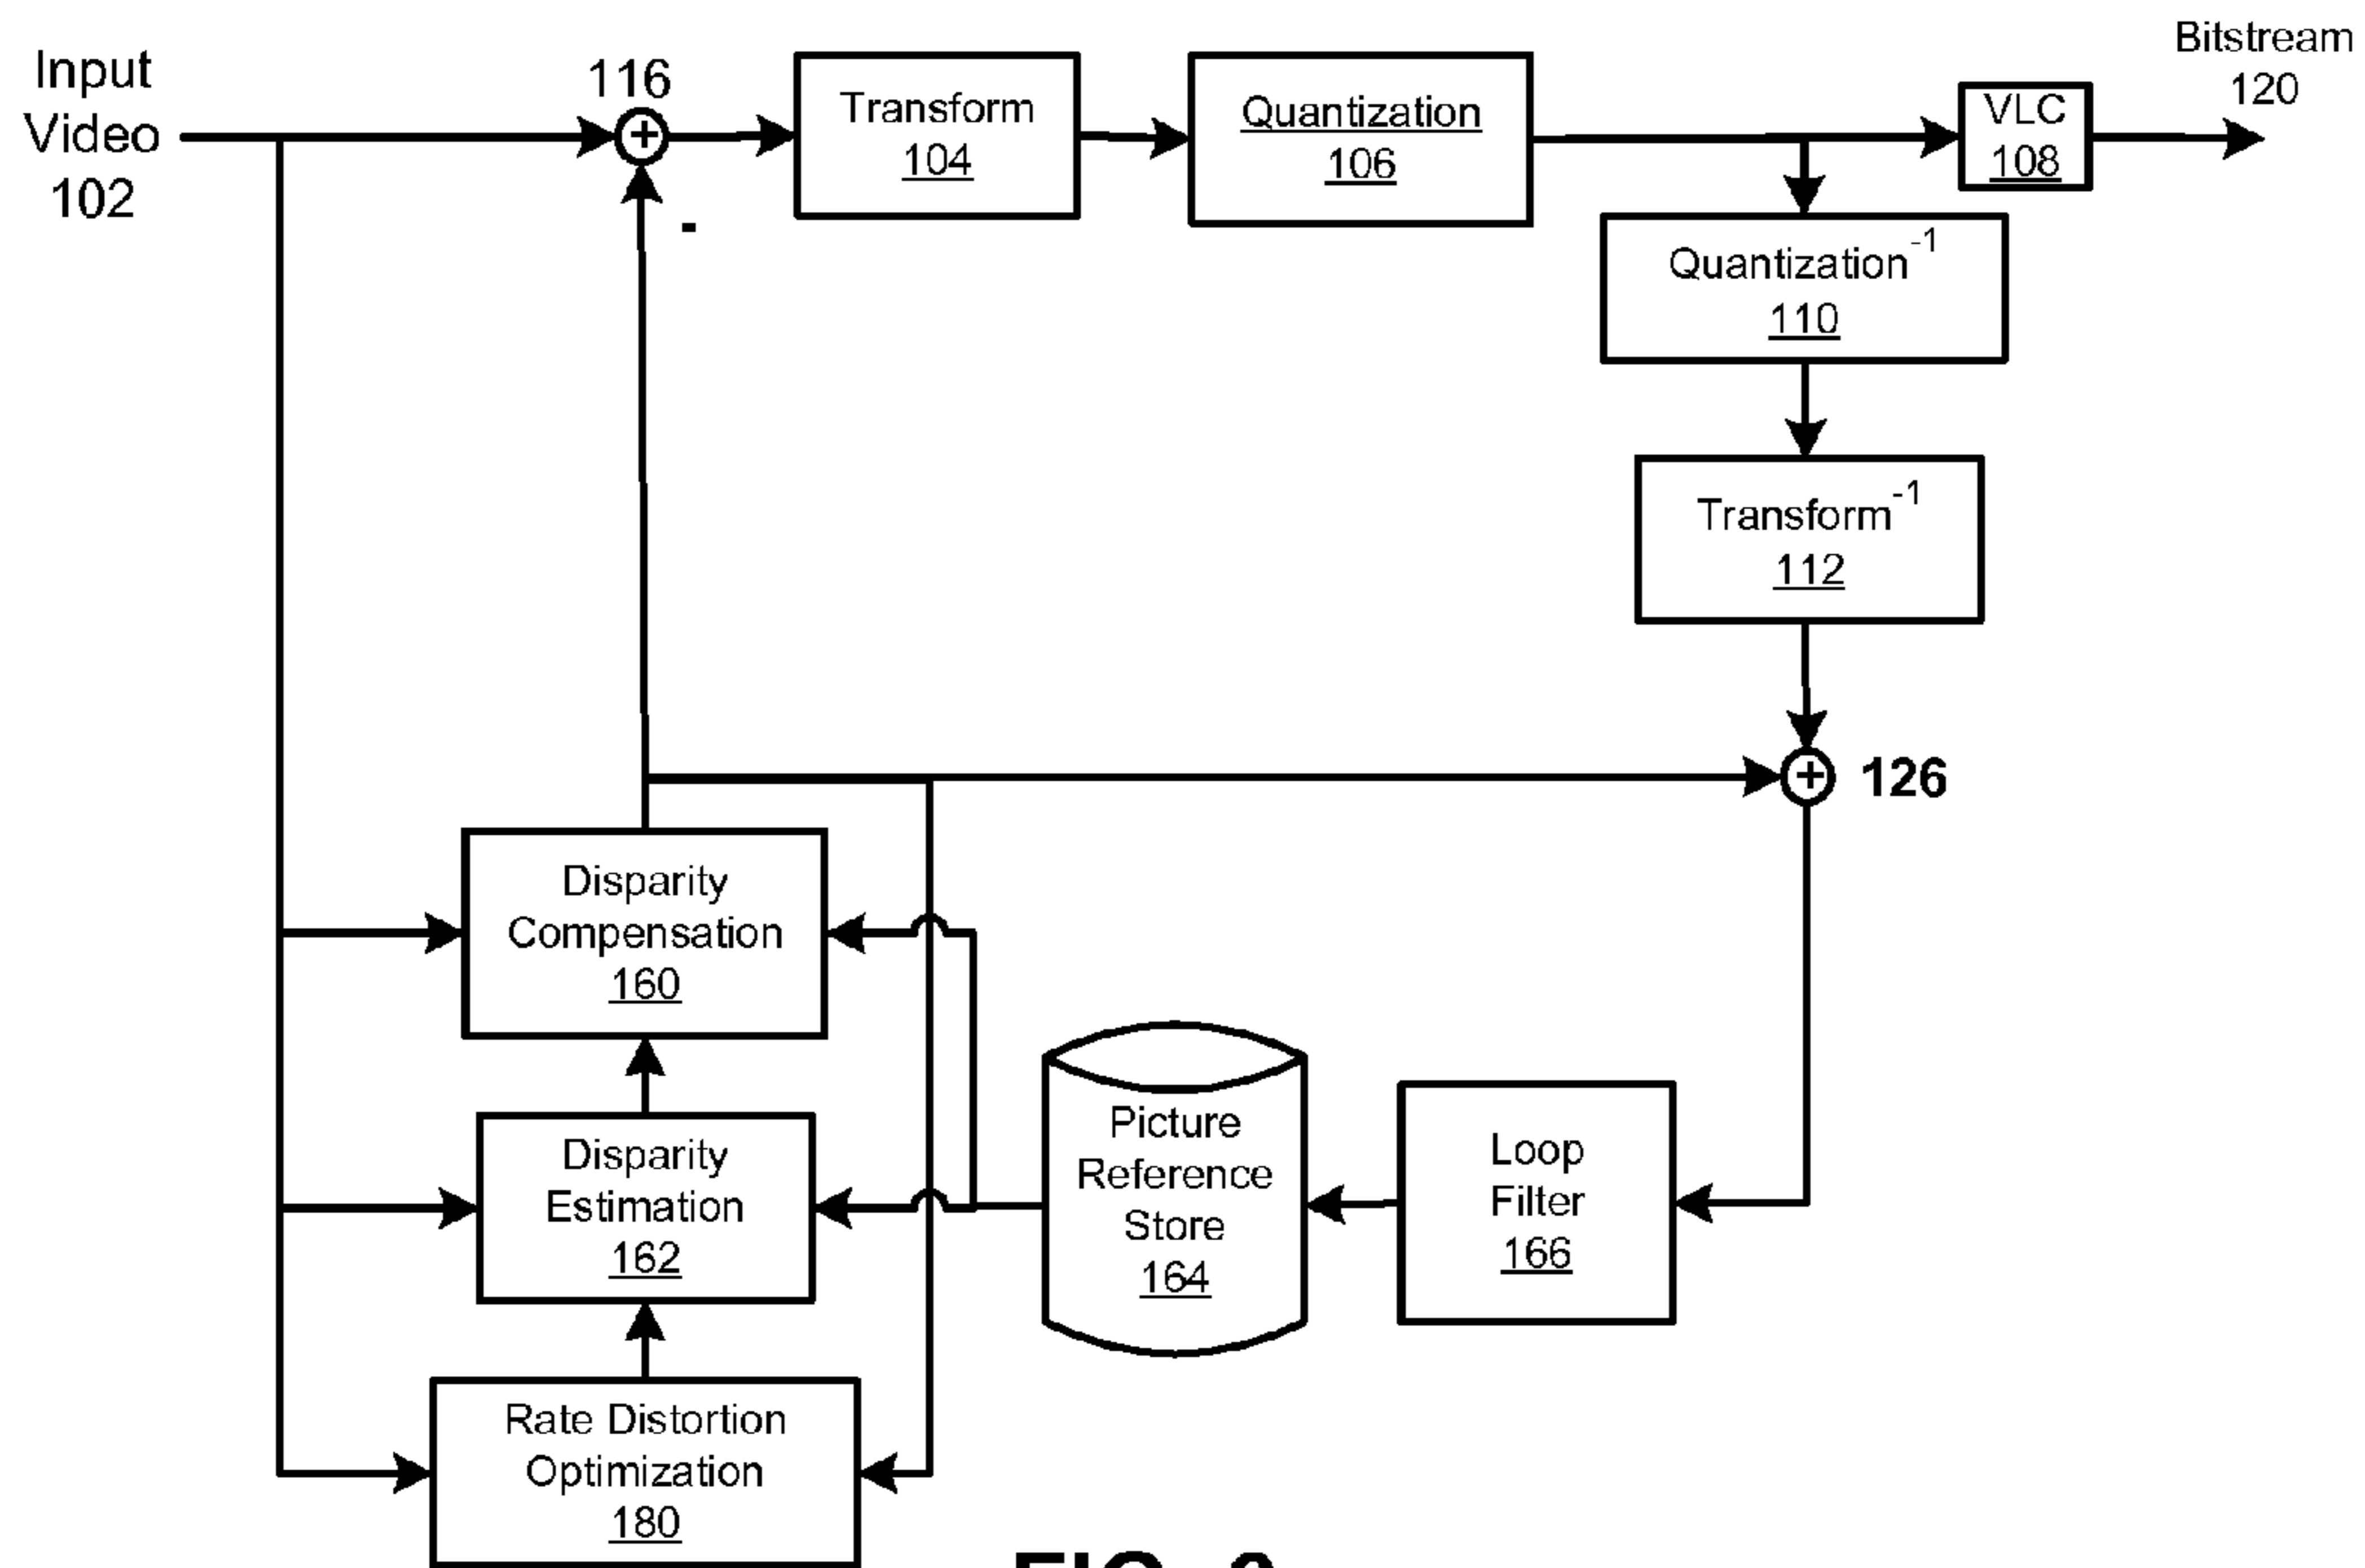 Input
Video
102
116
+
-
Transform
104
Quantization
106
VLC
108
Bitstream
120
Quantization-1
110
Transform-1
112
+
126
Disparity
Compensation
160
Disparity
Estimation
162
Rate Distortion
Optimization
180
Picture
Reference
Store
164
Loop
Filter
166